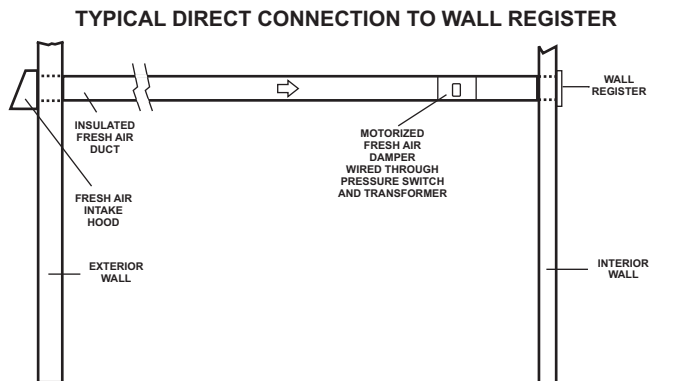 TYPICAL DIRECT CONNECTION TO WALL REGISTER
WALL
REGISTER
INSULATED
FRESH AIR
DUCT
MOTORIZED
FRESH AIR
DAMPER
WIRED THROUGH
PRESSURE SWITCH
AND TRANSFORMER
FRESH AIR
INTAKE
HOOD
EXTERIOR
WALL
INTERIOR
WALL